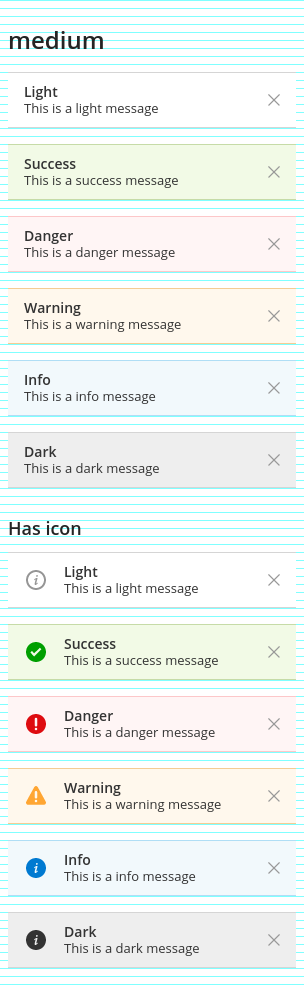 medium
Light
This is a light message
Success
This is a success message
Danger
This is a danger message
Warning
This is a warning message
Info
This is a info message
Dark
This is a dark message
Has icon
Light
This is a light message
Success
This is a success message
Danger
This is a danger message
Warning
This is a warning message
Info
This is a info message
Dark
This is a dark message